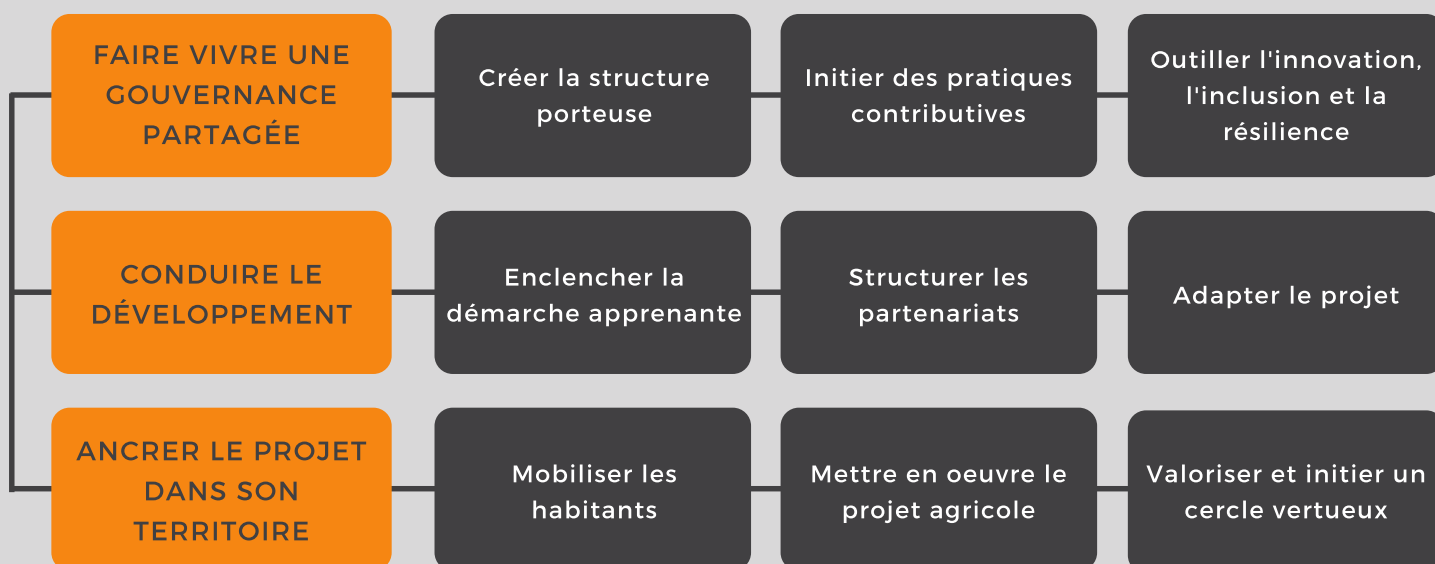 FAIRE VIVRE UNE
GOUVERNANCE
PARTAGÉE
Créer la structure
porteuse
Initier des pratiques
contributives
Outiller l'innovation,
l'inclusion et la
résilience
CONDUIRE LE
DÉVELOPPEMENT
Enclencher la
démarche apprenante
Structurer les
partenariats
Adapter le projet
ANCRER LE PROJET
DANS SON
TERRITOIRE
Mobiliser les
habitants
Mettre en oeuvre le
projet agricole
Valoriser et initier un
cercle vertueux